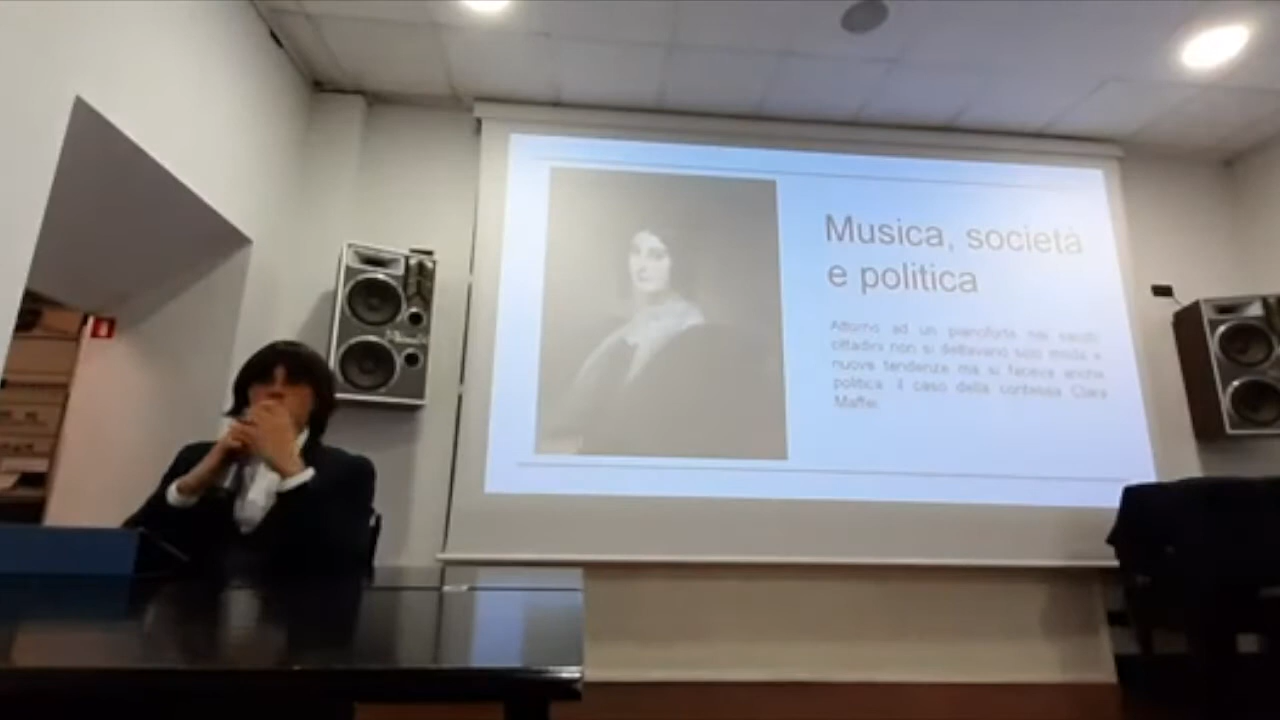 Musica, società
e politica
Attorno ad un pianoforte nei salotti
cittadini non si dettavano solo moda e
nuove tendenze ma si faceva anche
politica: il caso della contessa Clara
Maffei.